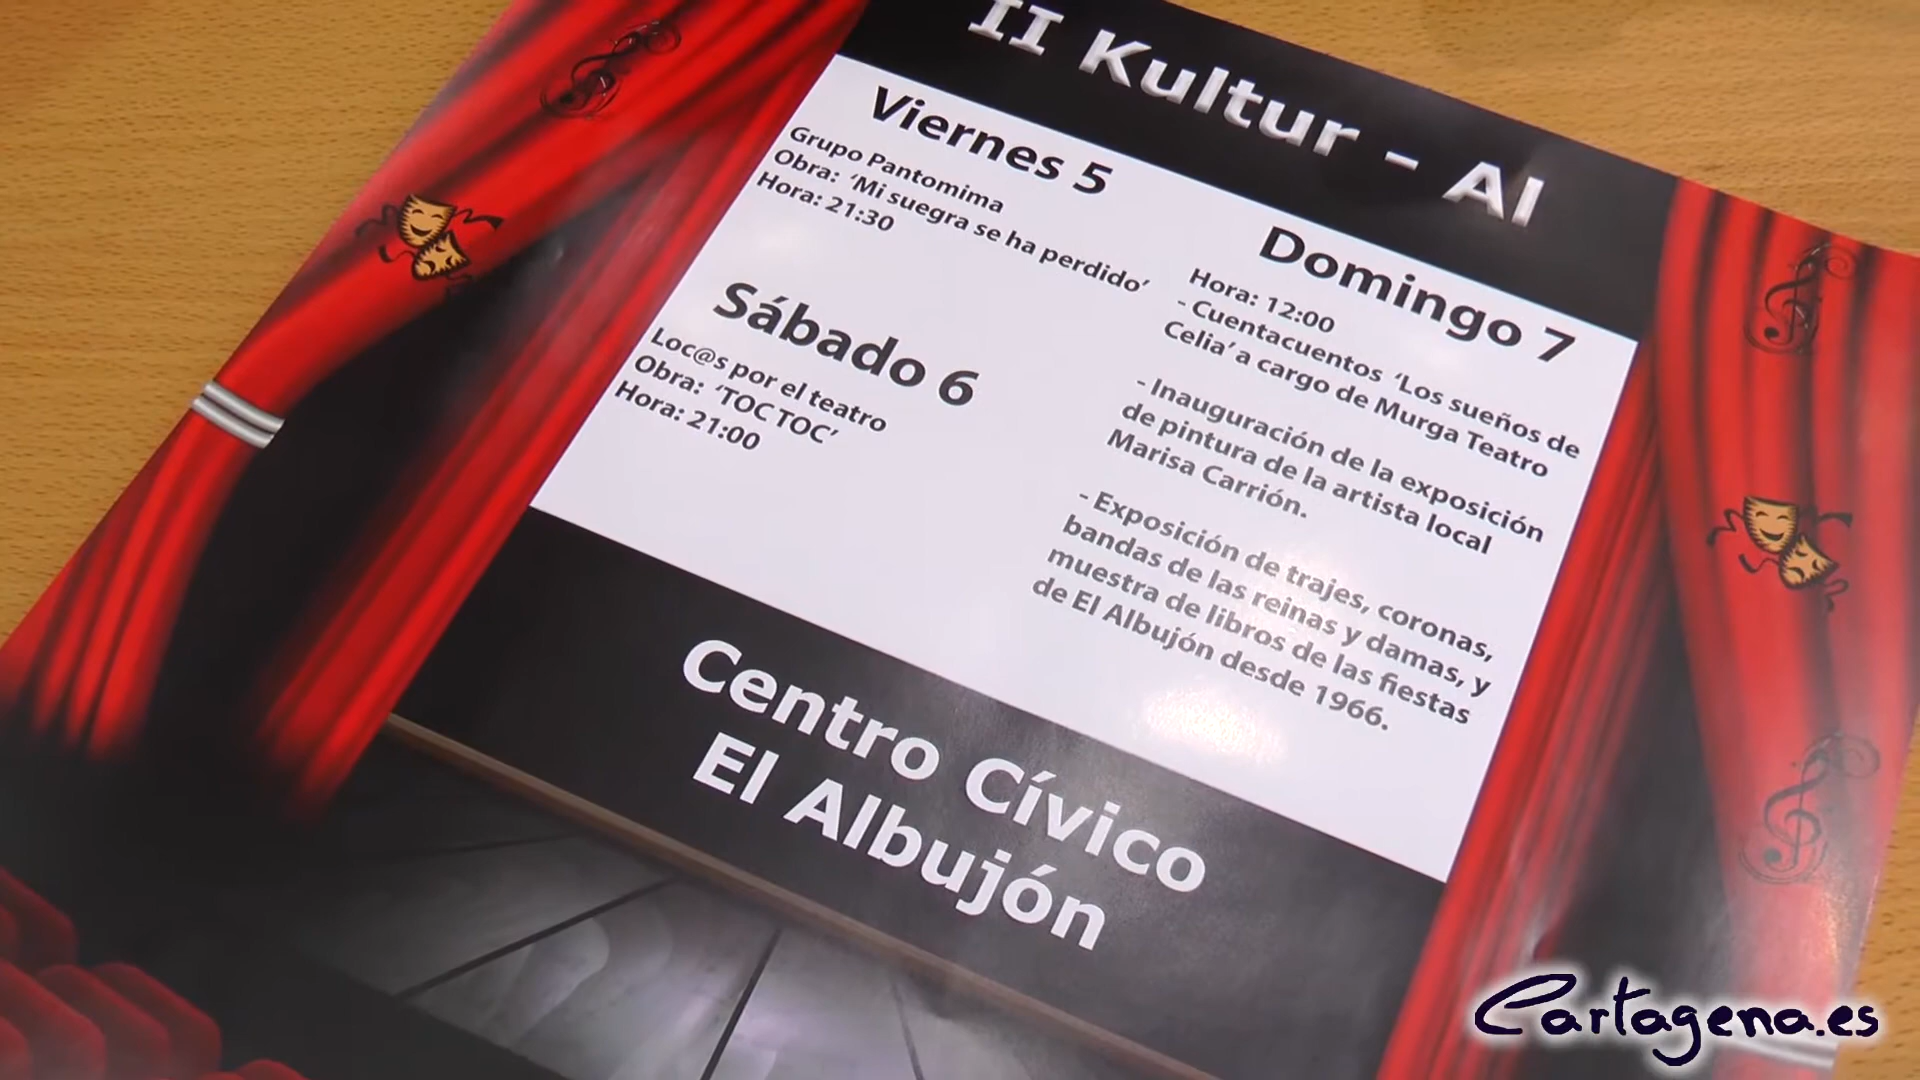 II Kultur - Al
Viernes 5
Grupo Pantomima
Obra: ‘Mi suegra se ha perdido’
Hora: 21:30
Sábado 6
Loc@s por el teatro
Obra: ‘TOC TOC’
Hora: 21:00
Domingo 7
Hora: 12:00
- Cuentacuentos ‘Los sueños de
Celia’ a cargo de Murga Teatro
- Inauguración de la exposición
de pintura de la artista local
Marisa Carrión.
- Exposición de trajes, coronas,
bandas de las reinas y damas, y
muestra de libros de las fiestas
de El Albujón desde 1966.
Centro Cívico
El Albujón
Cartagena.es